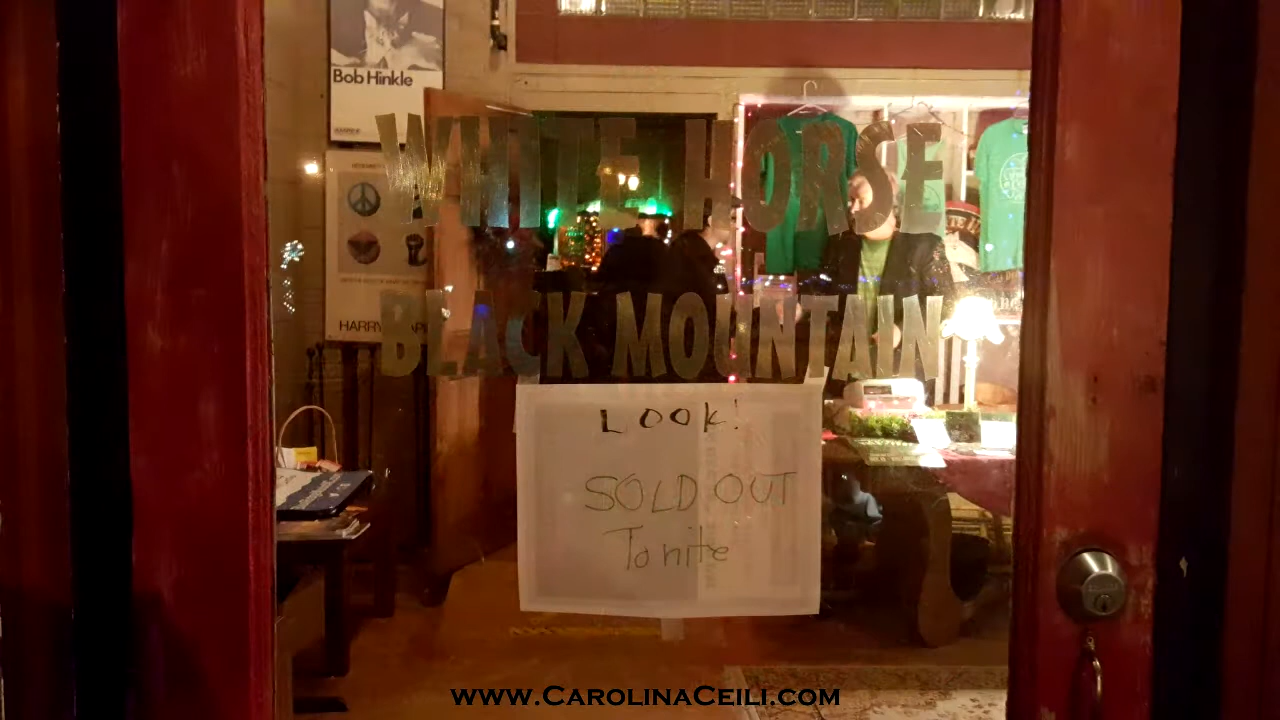 Bob Hinkle
WHITE HORSE
BLACK MOUNTAIN
HARRY
LOOK!
SOLD OUT
Tonite
www.CarolinaCeili.com